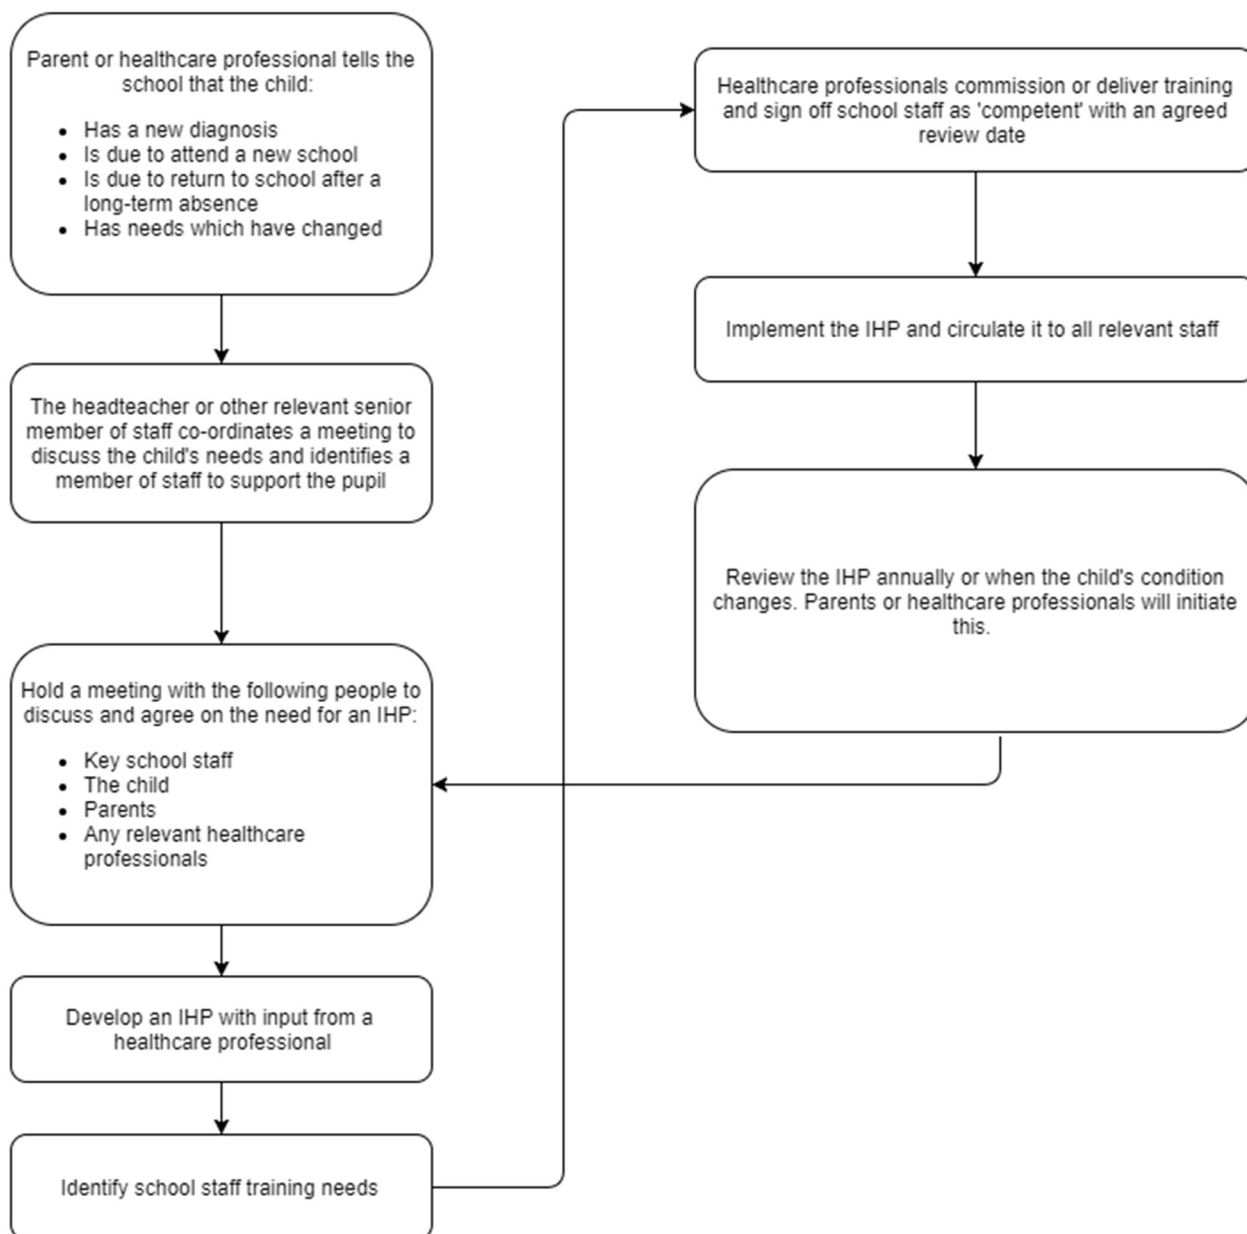 Parent or healthcare professional tells the
school that the child:
• Has a new diagnosis
• Is due to attend a new school
• Is due to return to school after a
long-term absence
• Has needs which have changed
The headteacher or other relevant senior
member of staff co-ordinates a meeting to
discuss the child's needs and identifies a
member of staff to support the pupil
Hold a meeting with the following people to
discuss and agree on the need for an IHP:
• Key school staff
• The child
• Parents
• Any relevant healthcare
professionals
Develop an IHP with input from a
healthcare professional
Identify school staff training needs
Healthcare professionals commission or deliver training
and sign off school staff as 'competent' with an agreed
review date
Implement the IHP and circulate it to all relevant staff
Review the IHP annually or when the child's condition
changes. Parents or healthcare professionals will initiate
this.